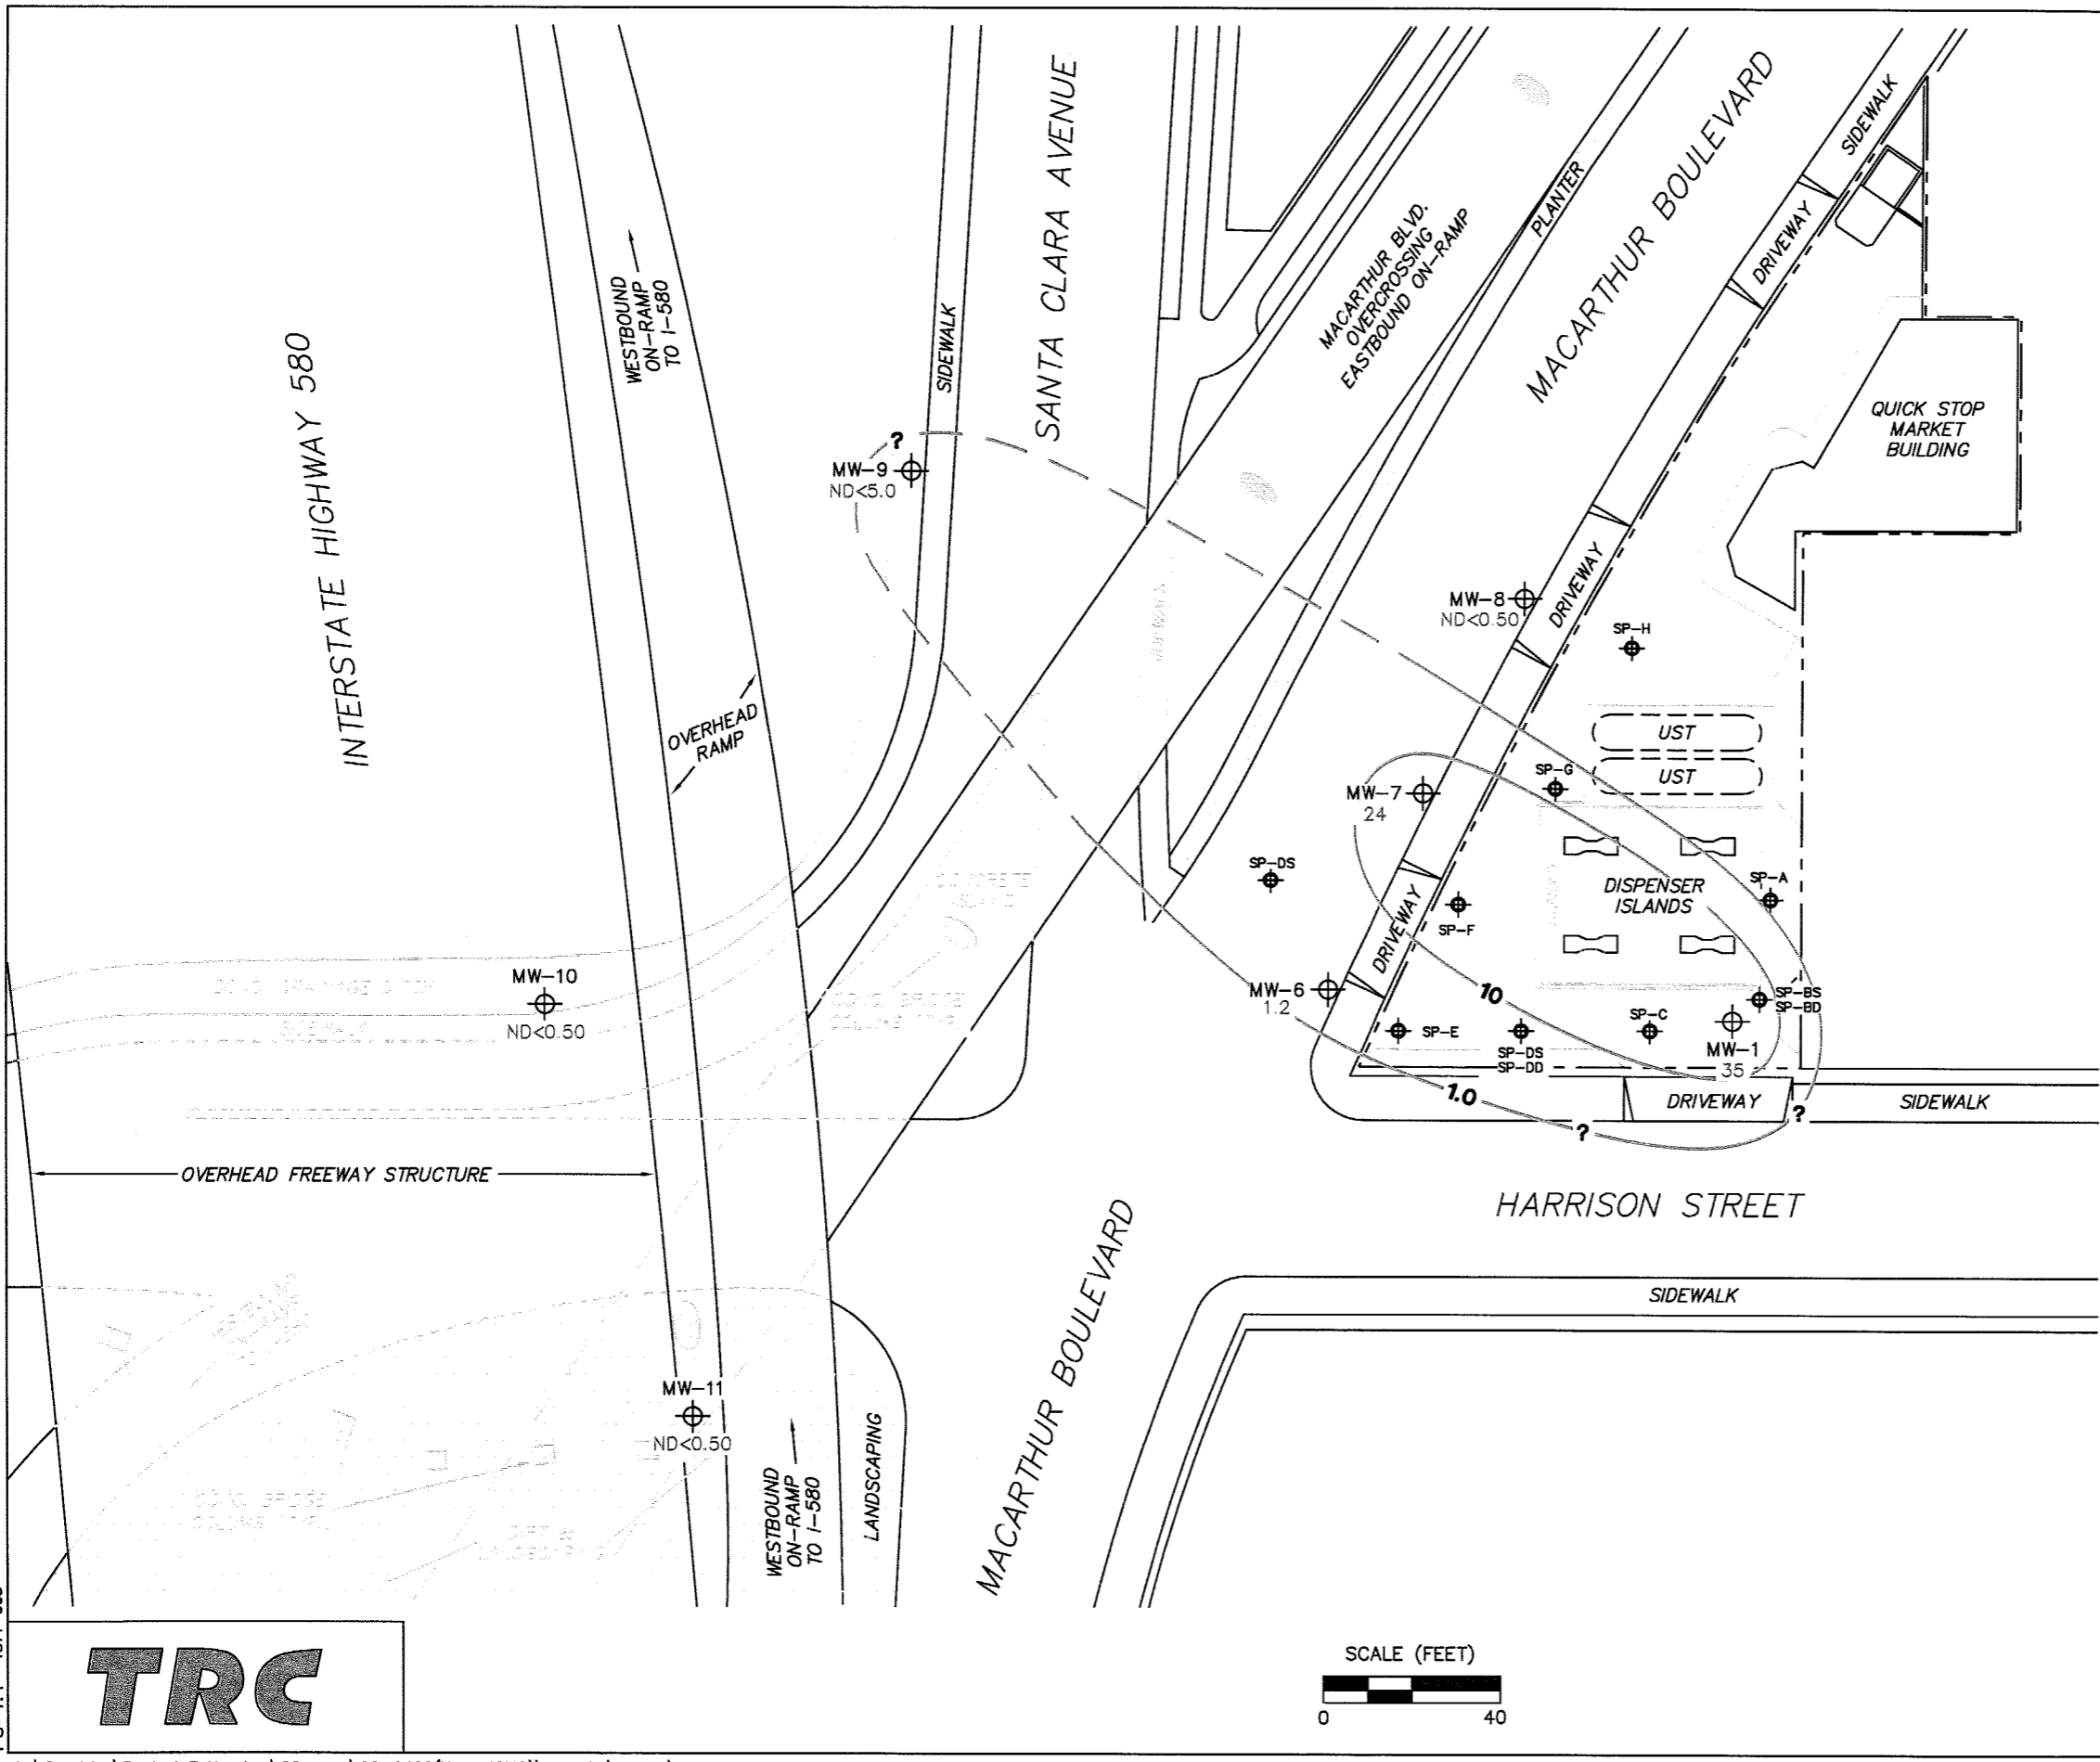 INTERSTATE HIGHWAY 580
WESTBOUND
ON-RAMP
TO I-580
SIDEWALK
SANTA CLARA AVENUE
MACARTHUR BLVD.
OVERCROSSING
EASTBOUND ON-RAMP
PLANTER
MACARTHUR BOULEVARD
SIDEWALK
DRIVEWAY
QUICK STOP
MARKET
BUILDING
?
MW-9
ND<5.0
MW-8
ND<0.50
DRIVEWAY
SP-H
OVERHEAD
RAMP
UST
UST
SP-G
MW-7
24
SP-DS
SP-F
DRIVEWAY
DISPENSER
ISLANDS
SP-A
MW-10
ND<0.50
MW-6
1.2
10
SP-BS
SP-BD
SP-C
SP-E
SP-DS
SP-DD
MW-1
35
1.0
DRIVEWAY
?
?
SIDEWALK
OVERHEAD FREEWAY STRUCTURE
HARRISON STREET
SIDEWALK
MACARTHUR BOULEVARD
MW-11
ND<0.50
WESTBOUND
ON-RAMP
TO I-580
LANDSCAPING
TRC
SCALE (FEET)
0 40